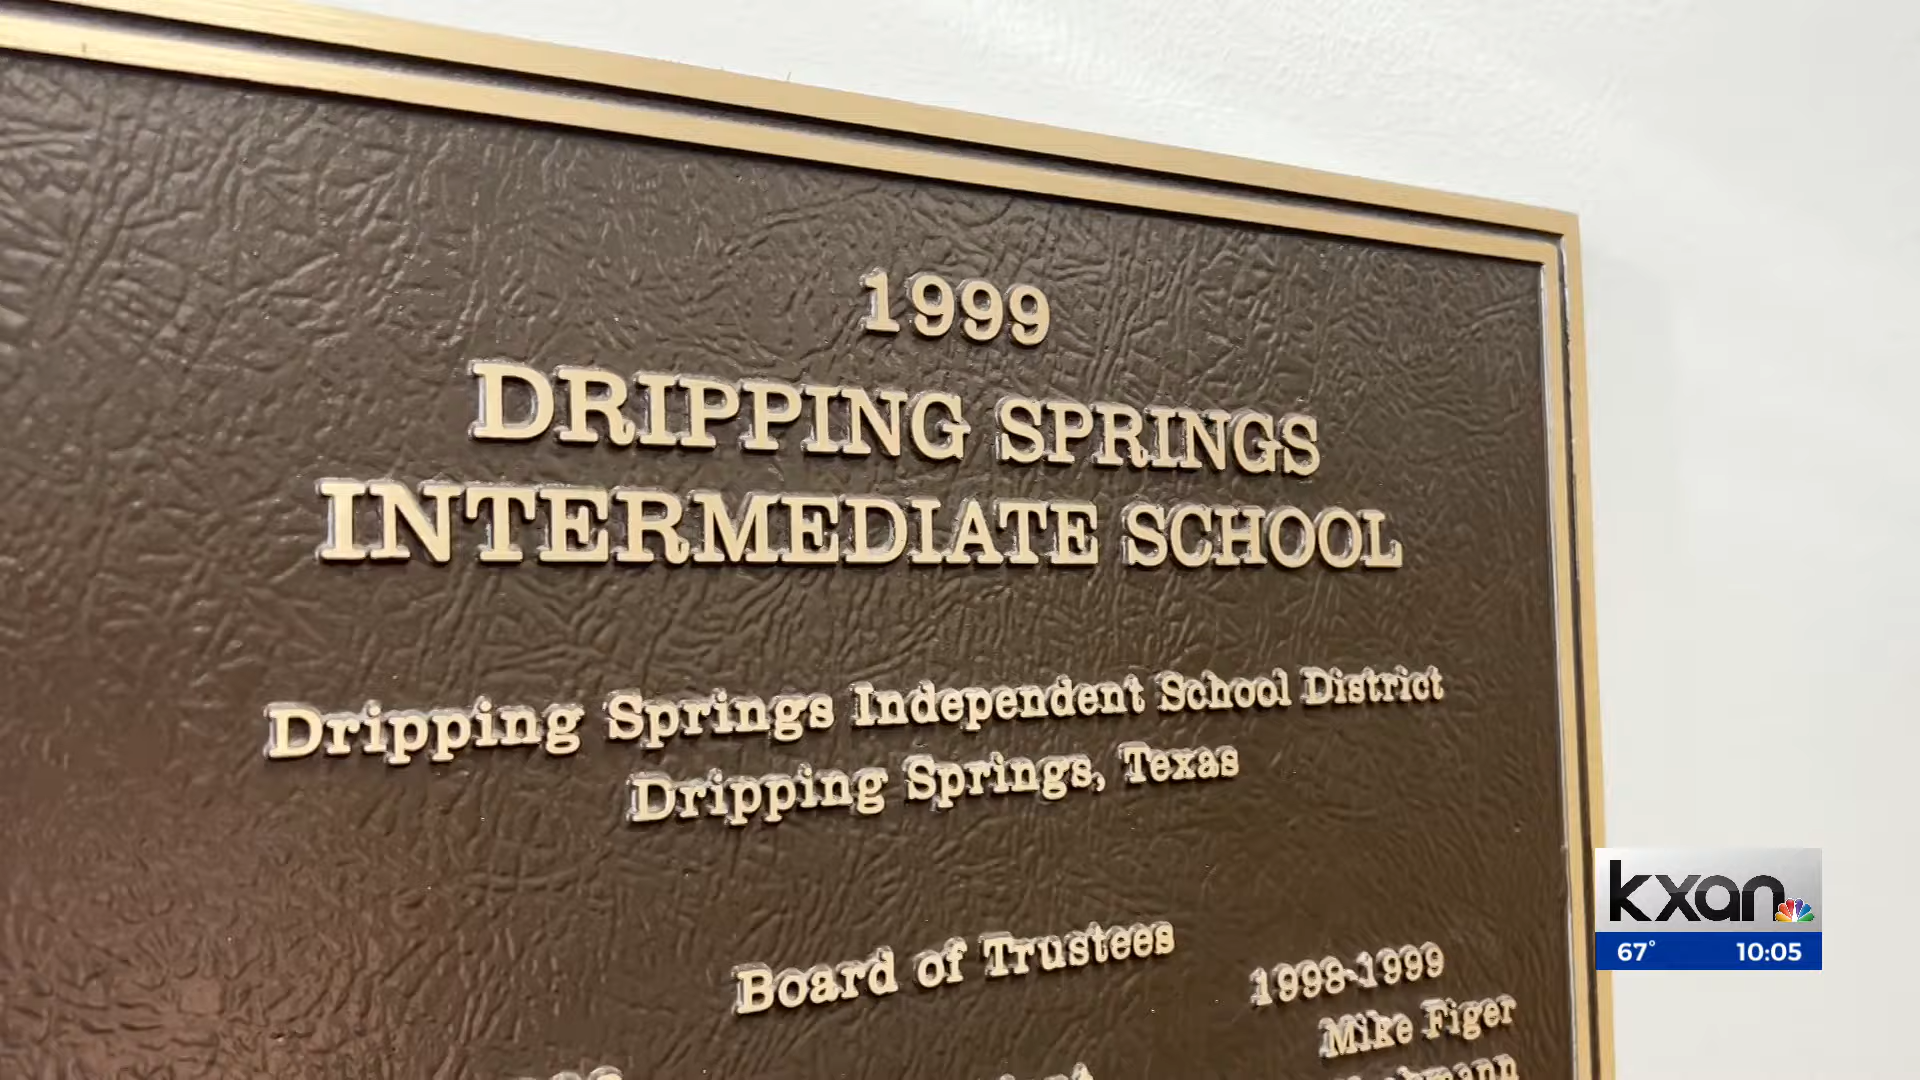 1999
DRIPPING SPRINGS
INTERMEDIATE SCHOOL
Dripping Springs Independent School District
Dripping Springs, Texas
Board of Trustees
1998-1999
Mike Figer
kxan
67° 10:05